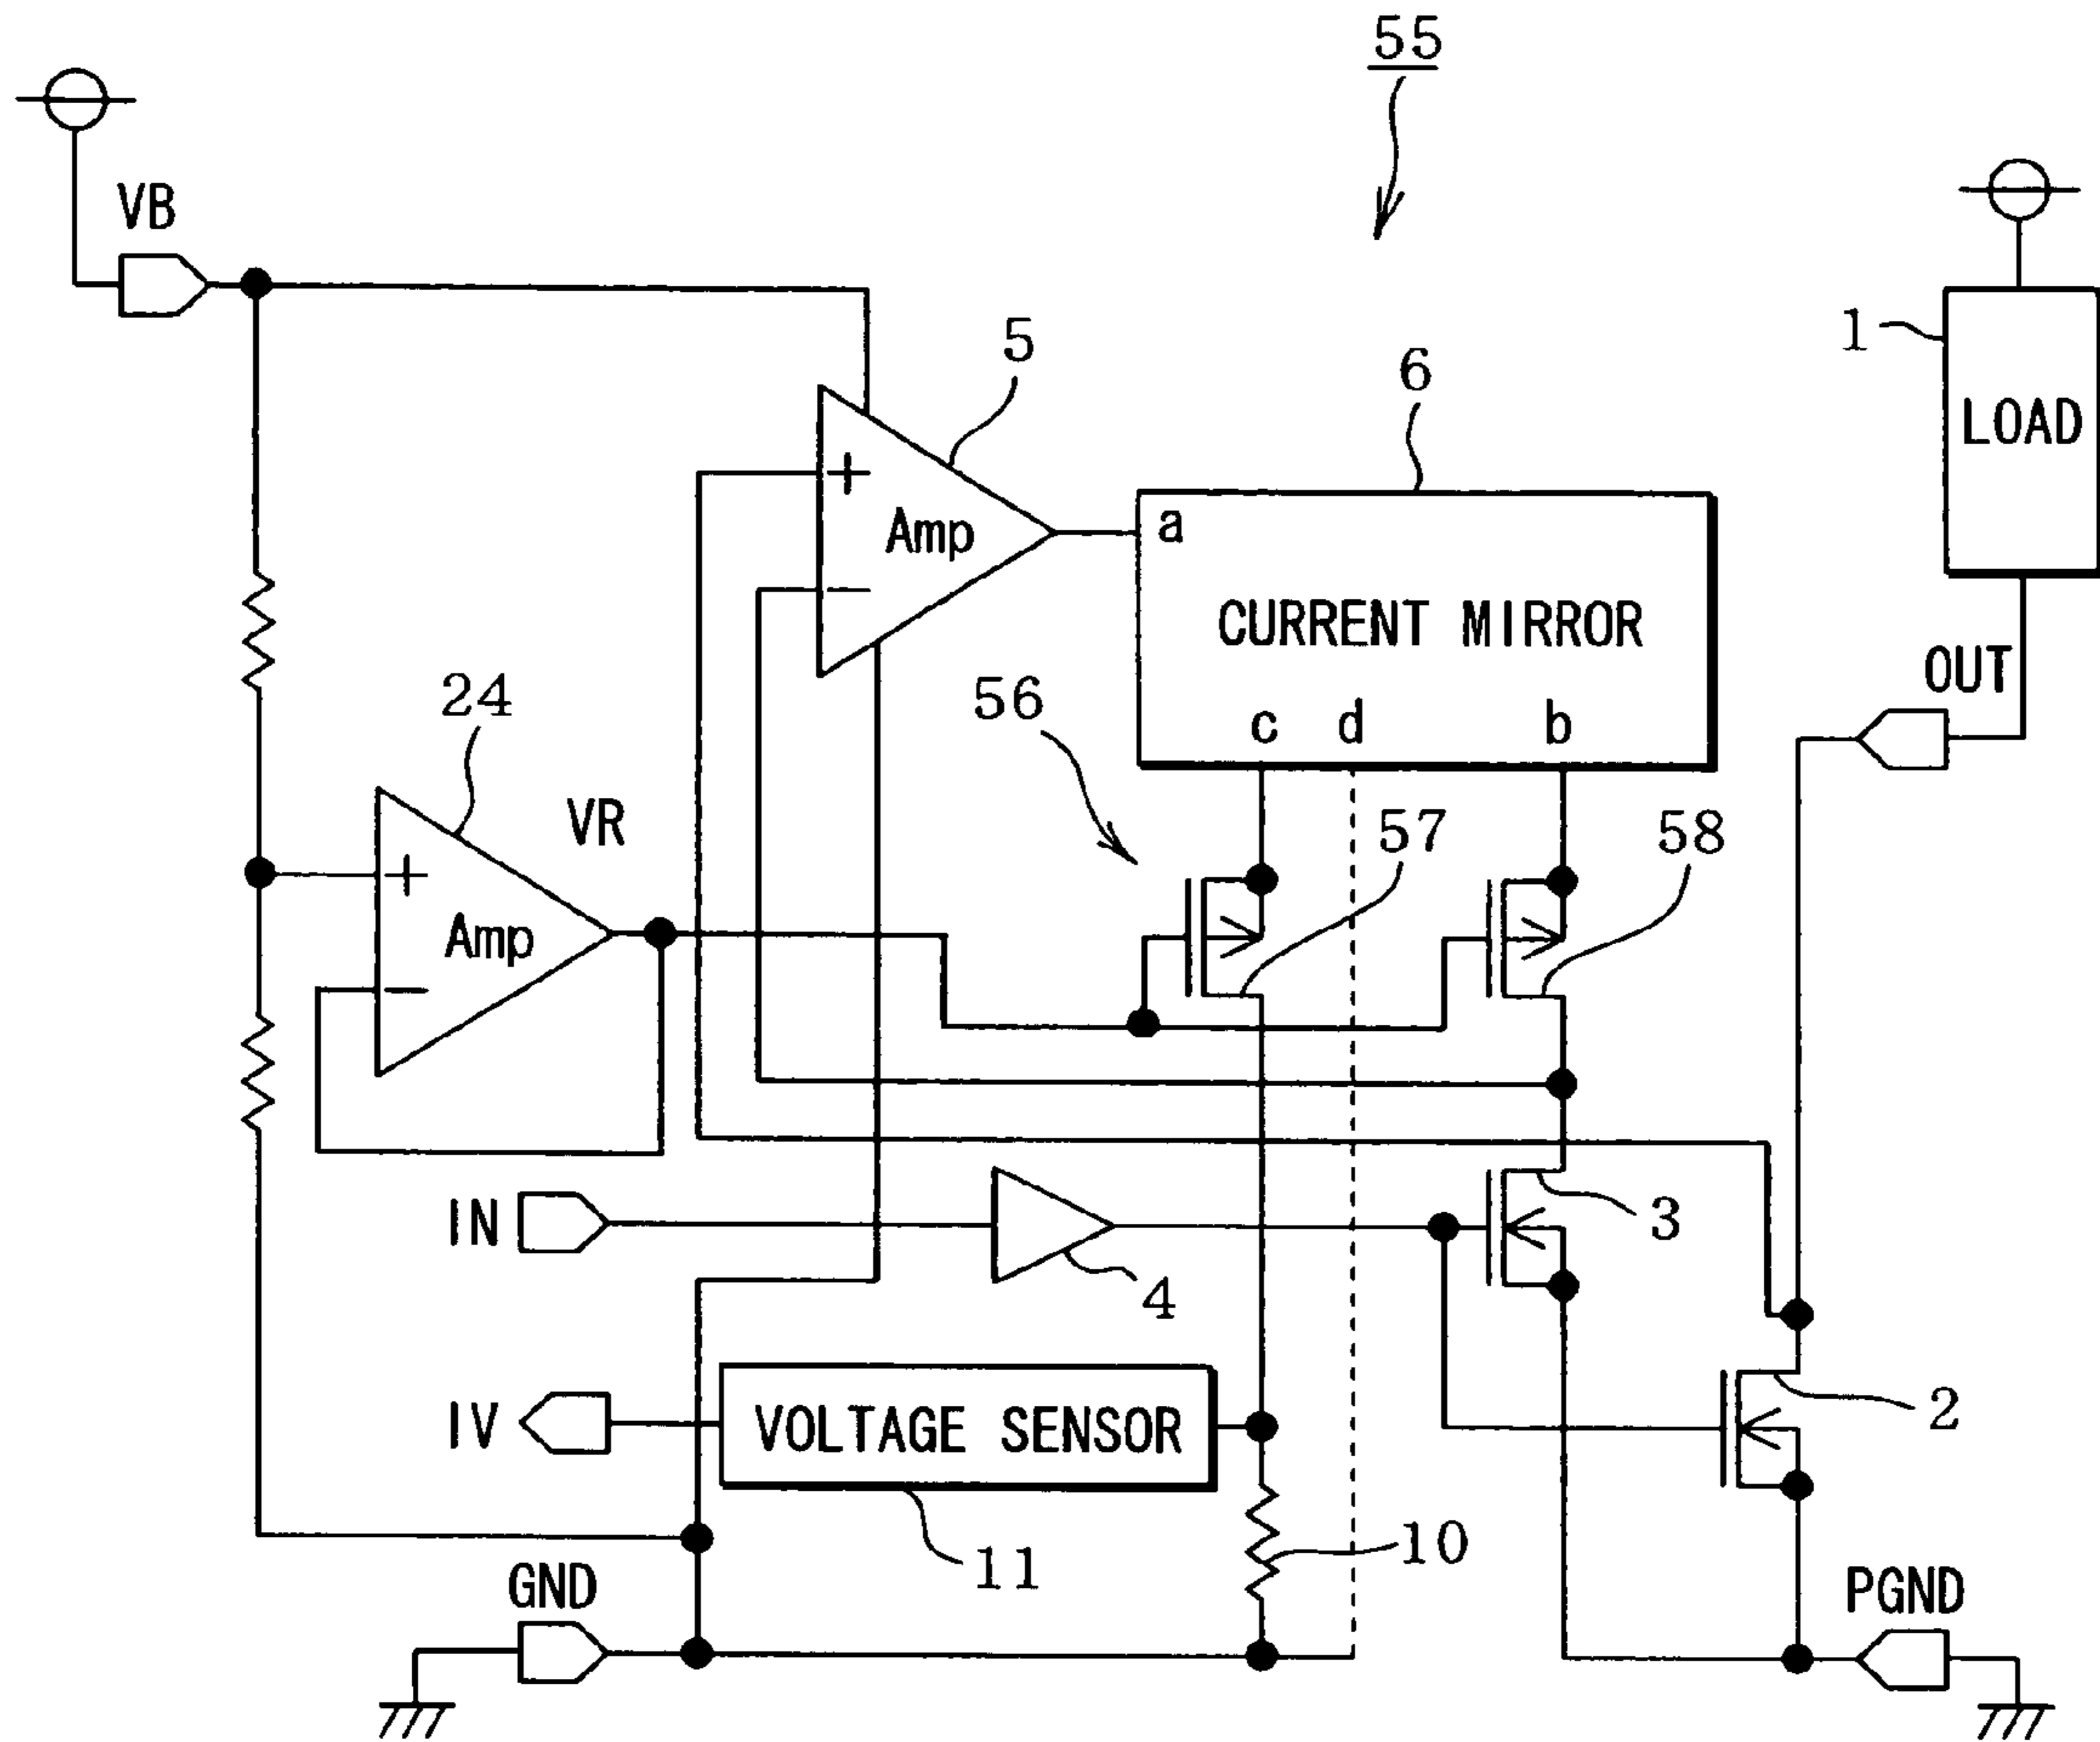 55
VB
5
6
1
LOAD
+
Amp
a
−
CURRENT MIRROR
OUT
24
56
c
d
b
VR
57
58
+
Amp
−
IN
3
4
2
IV
VOLTAGE SENSOR
10
11
GND
PGND